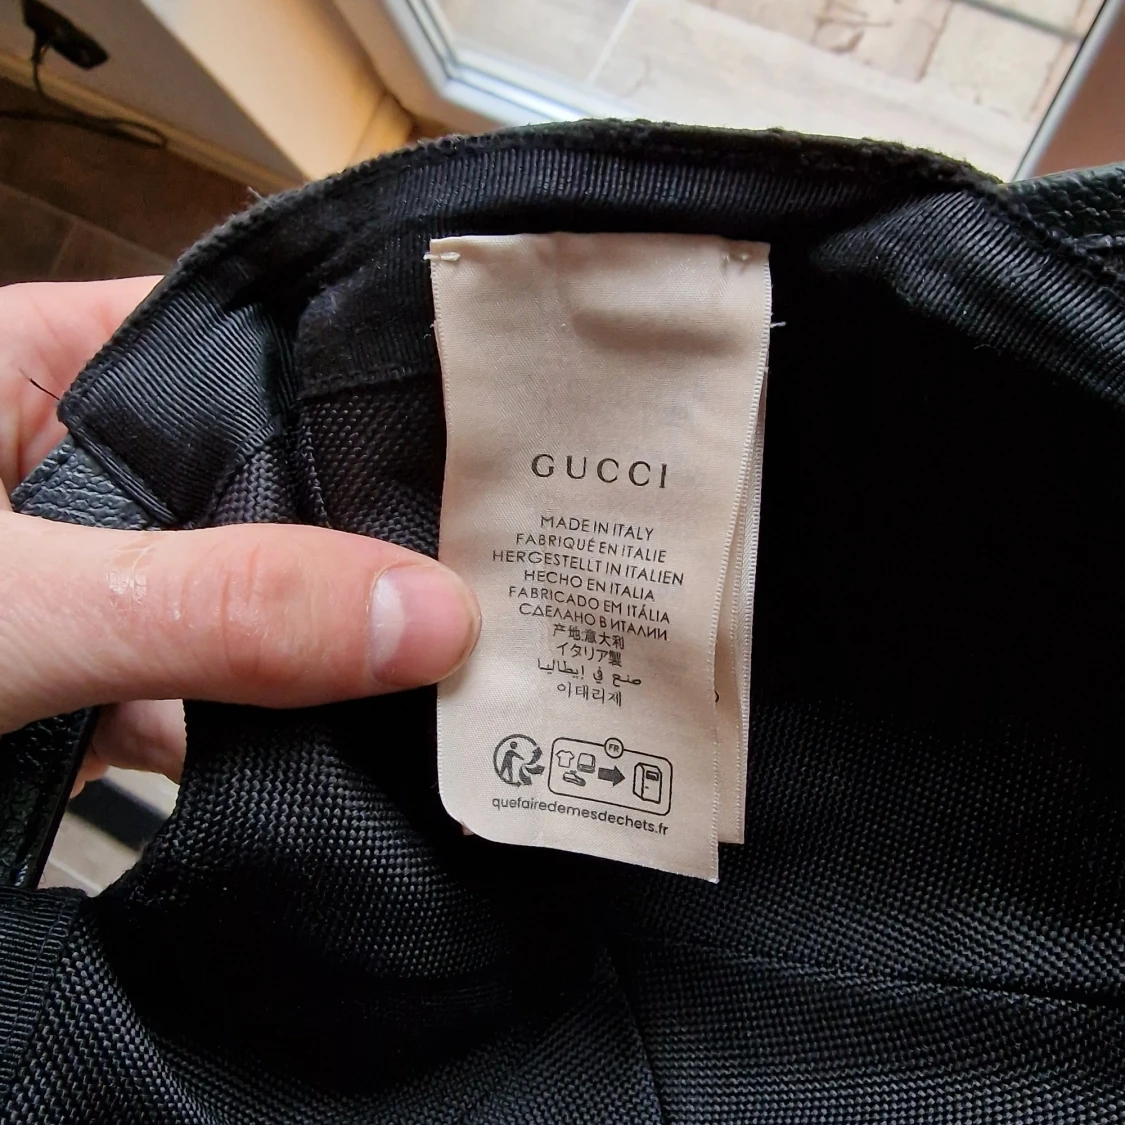 GUCCI
MADE IN ITALY
FABRIQUÉ EN ITALIE
HERGESTELLT IN ITALIEN
HECHO EN ITALIA
FABRICADO EM ITÁLIA
СДЕЛАНО В ИТАЛИИ
产地:意大利
イタリア製
صنع في إيطاليا
이태리제
FR
quefairedemesdechets.fr